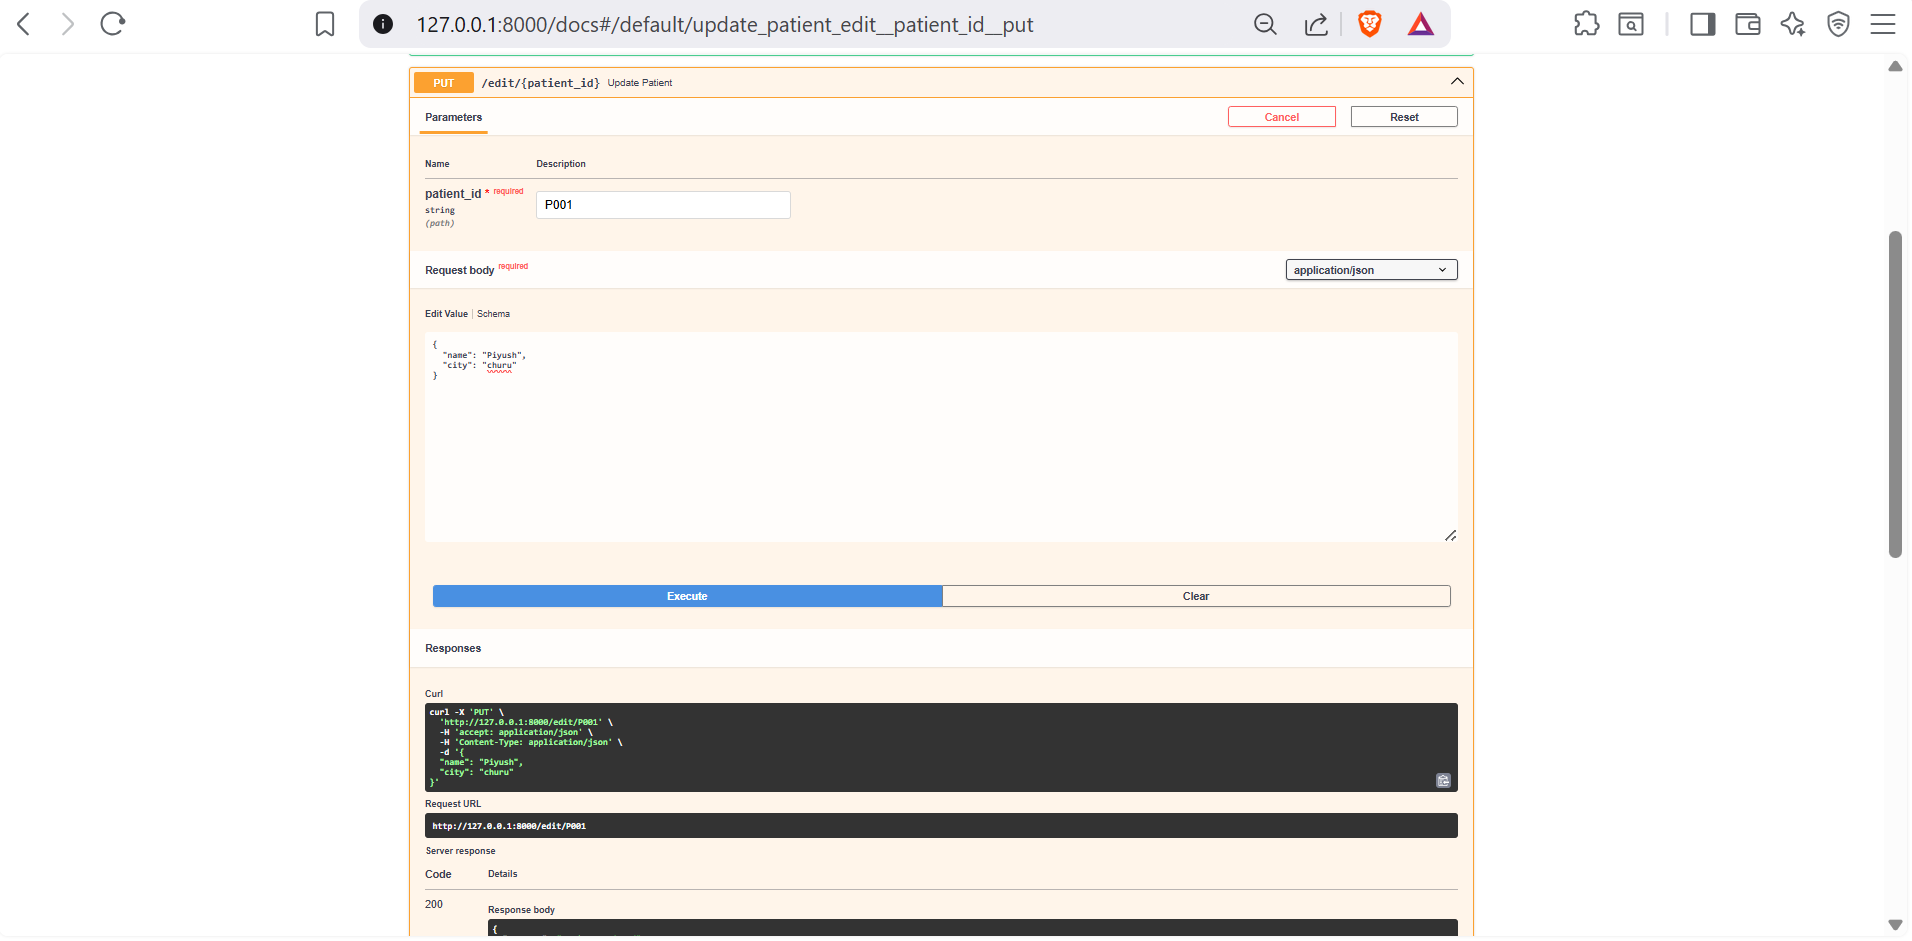 127.0.0.1:8000/docs#/default/update_patient_edit__patient_id__put
PUT /edit/{patient_id} Update Patient
Parameters
Cancel
Reset
Name Description
patient_id * required
string
(path)
P001
Request body required
application/json
Edit Value | Schema
{
  "name": "Piyush",
  "city": "churu"
}
Execute
Clear
Responses
Curl
curl -X 'PUT' \
  'http://127.0.0.1:8000/edit/P001' \
  -H 'accept: application/json' \
  -H 'Content-Type: application/json' \
  -d '{
  "name": "Piyush",
  "city": "churu"
}'
Request URL
http://127.0.0.1:8000/edit/P001
Server response
Code Details
200
Response body
{